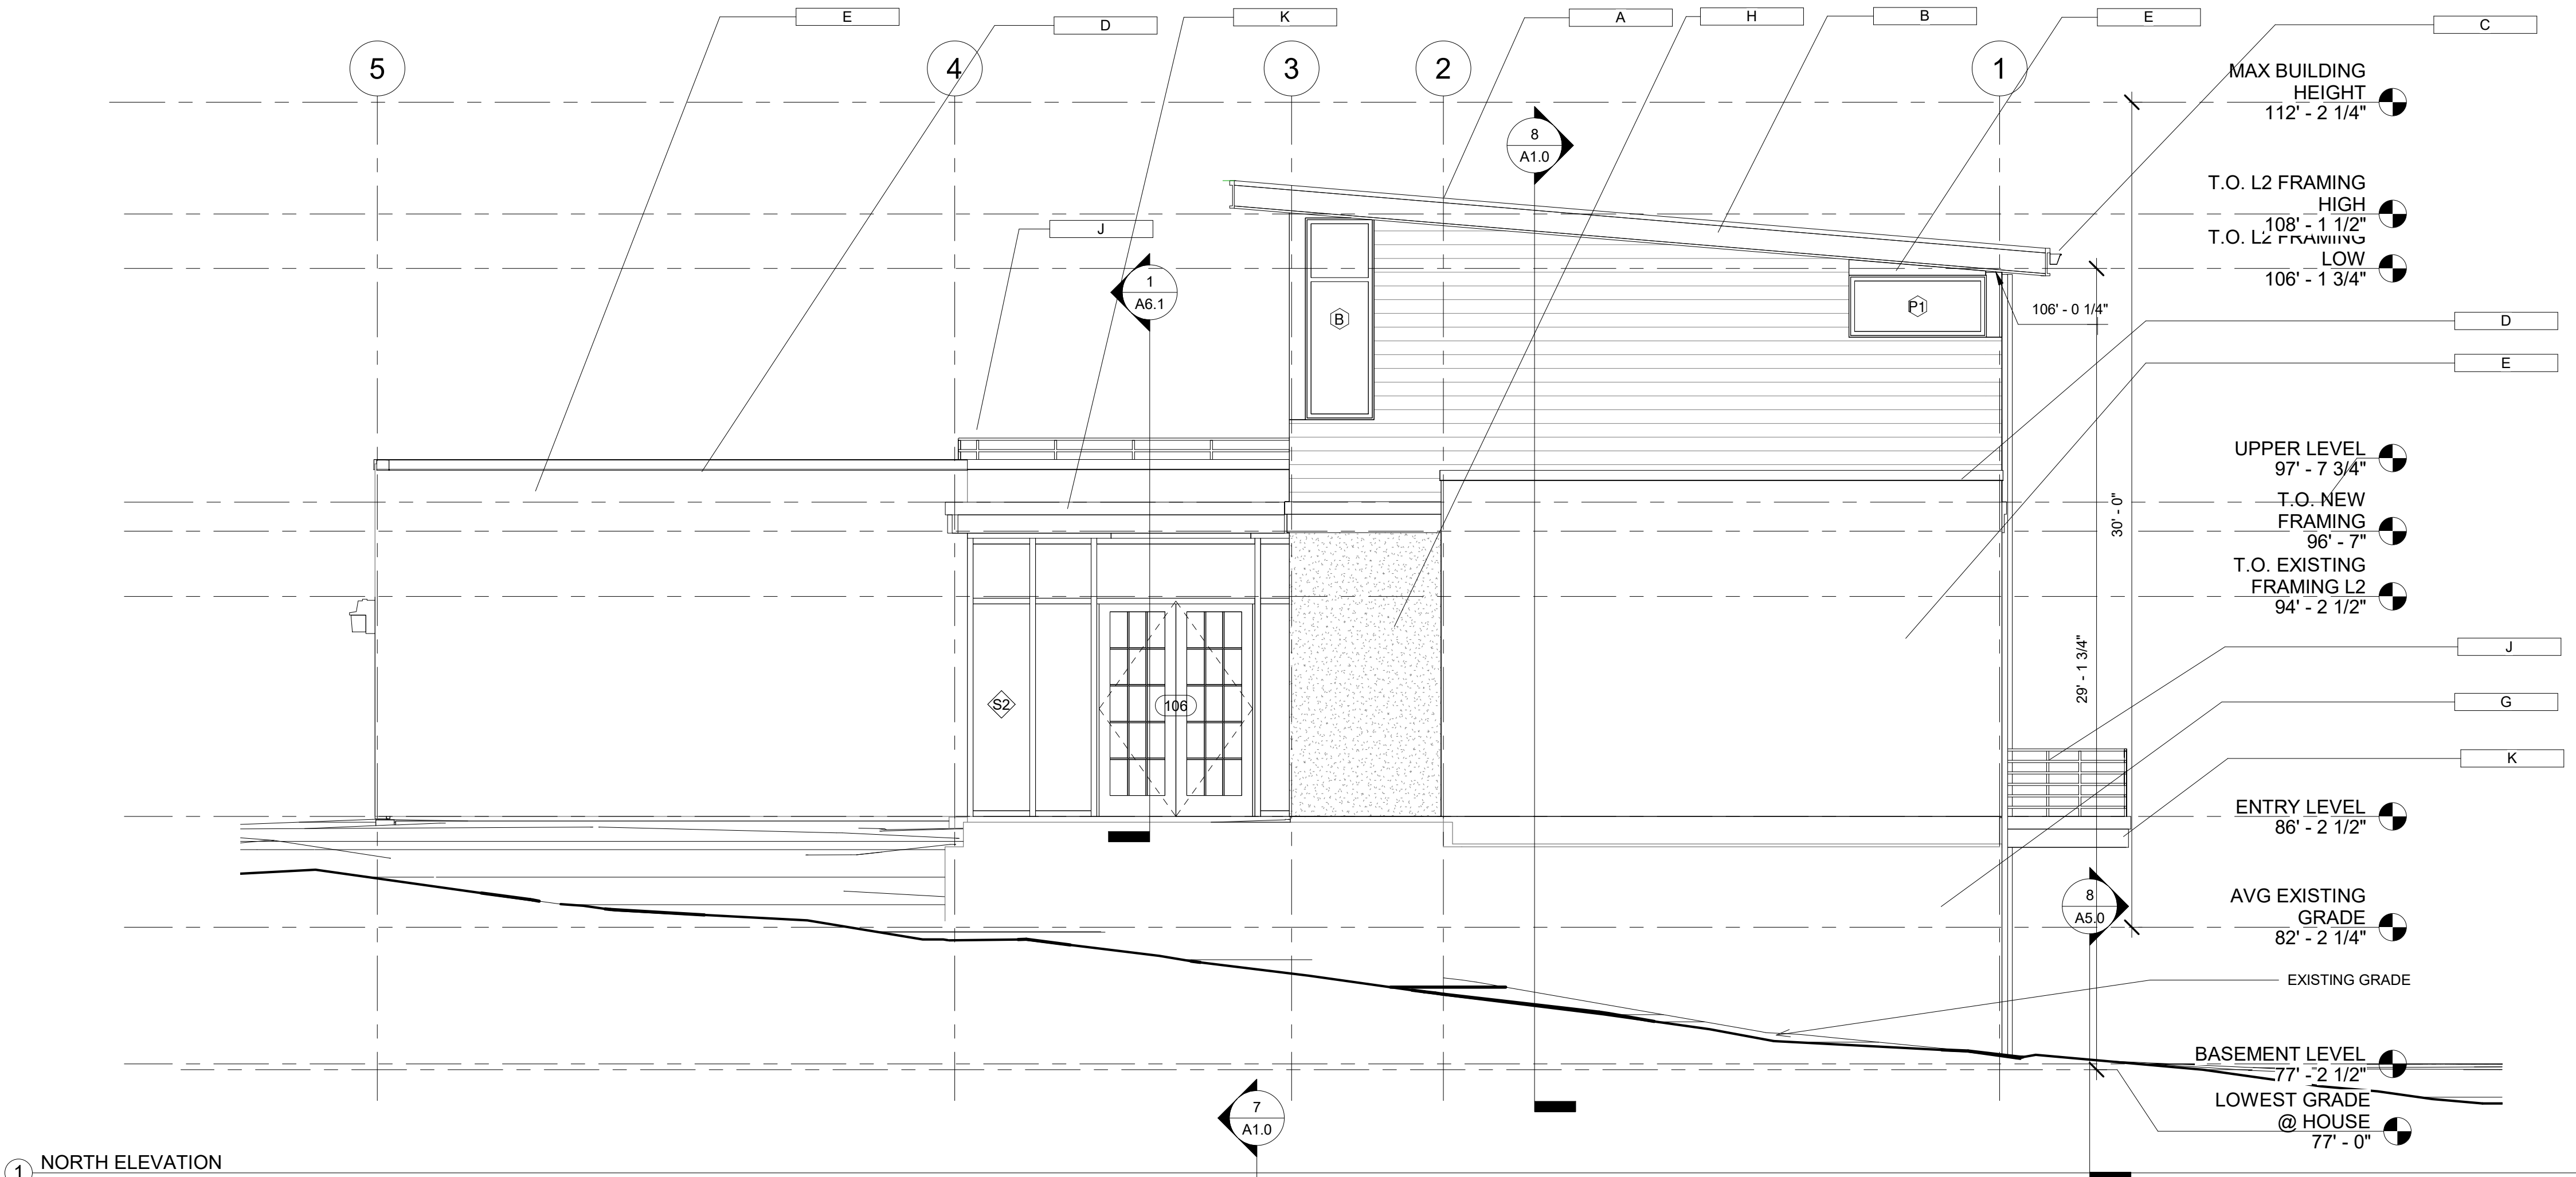 E
D
K
A
H
B
E
C
5
4
3
2
1
MAX BUILDING
HEIGHT
112' - 2 1/4"
8
A1.0
T.O. L2 FRAMING
HIGH
108' - 1 1/2"
J
T.O. L2 FRAMING
LOW
106' - 1 3/4"
1
A6.1
B
P1
106' - 0 1/4"
D
E
UPPER LEVEL
97' - 7 3/4"
T.O. NEW
FRAMING
96' - 7"
30' - 0"
T.O. EXISTING
FRAMING L2
94' - 2 1/2"
29' - 1 3/4"
J
S2
106
G
K
ENTRY LEVEL
86' - 2 1/2"
8
A5.0
AVG EXISTING
GRADE
82' - 2 1/4"
EXISTING GRADE
BASEMENT LEVEL
77' - 2 1/2"
LOWEST GRADE
@ HOUSE
77' - 0"
7
A1.0
1
NORTH ELEVATION